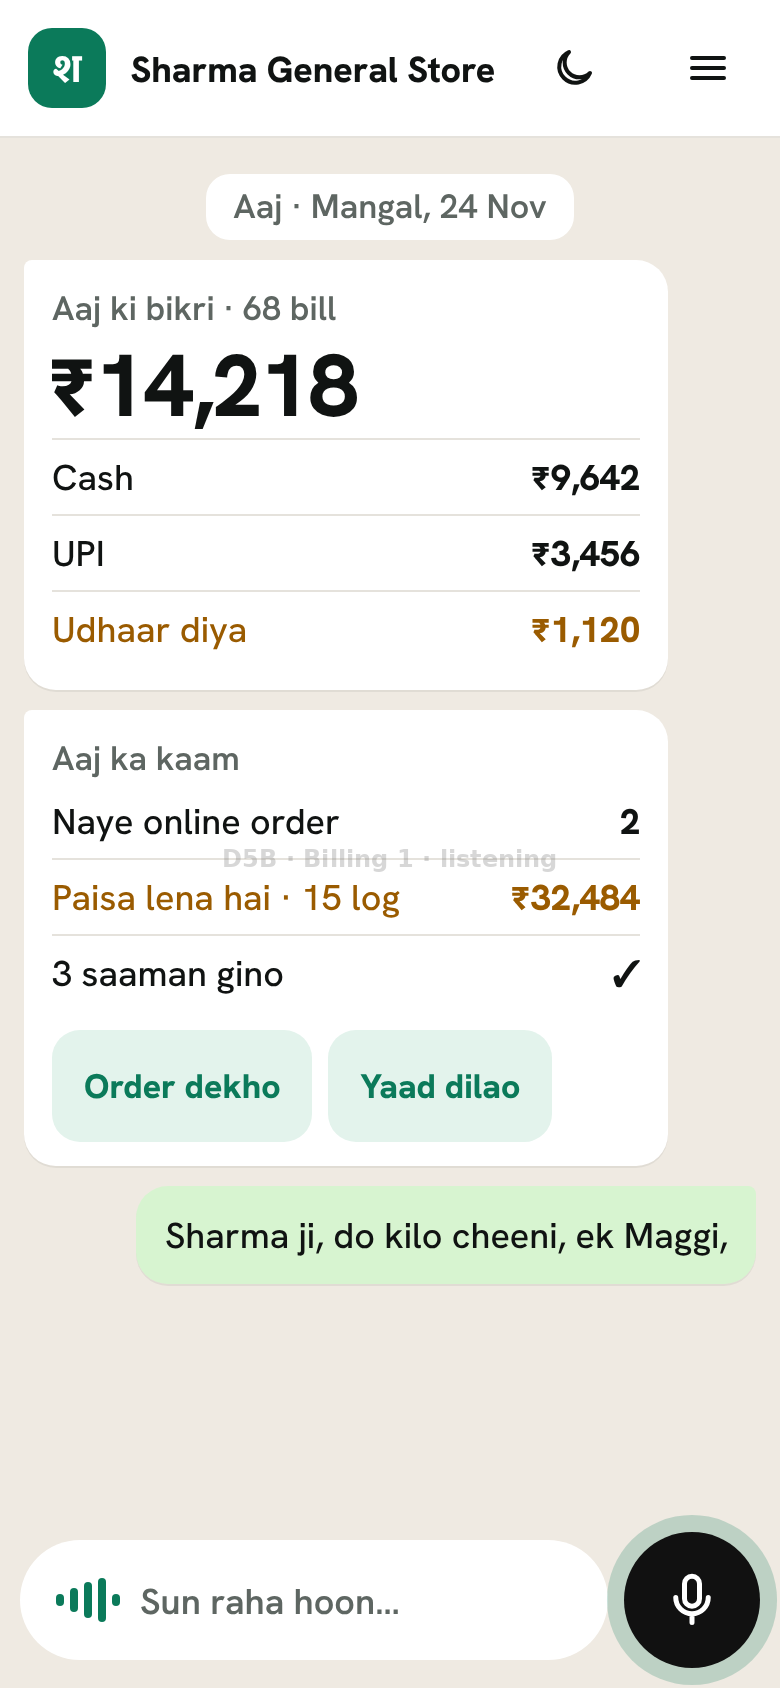 श
Sharma General Store
Aaj · Mangal, 24 Nov
Aaj ki bikri · 68 bill
₹14,218
Cash ₹9,642
UPI ₹3,456
Udhaar diya ₹1,120
Aaj ka kaam
Naye online order 2
D5B · Billing 1 · listening
Paisa lena hai · 15 log ₹32,484
3 saaman gino ✓
Order dekho Yaad dilao
Sharma ji, do kilo cheeni, ek Maggi,
Sun raha hoon...